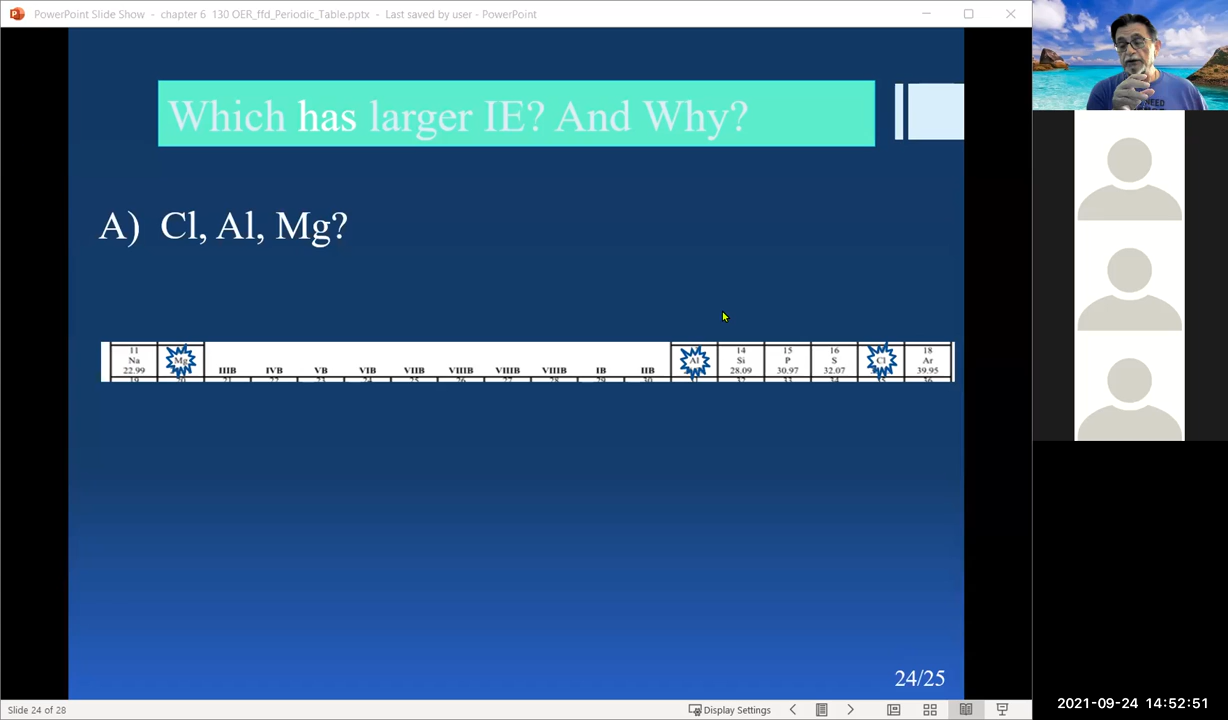 PowerPoint Slide Show - chapter 6 130 OER_ffd_Periodic_Table.pptx - Last saved by user - PowerPoint
Which has larger IE? And Why?
A) Cl, Al, Mg?
11 14 15 16 18
Na Mg Al Si P S Cl Ar
22.99 IIIB IVB VB VIB VIIB VIIIB VIIIB VIIIB IB IIB 28.09 30.97 32.07 39.95
24/25
Slide 24 of 28
Display Settings
NEED
2021-09-24 14:52:51